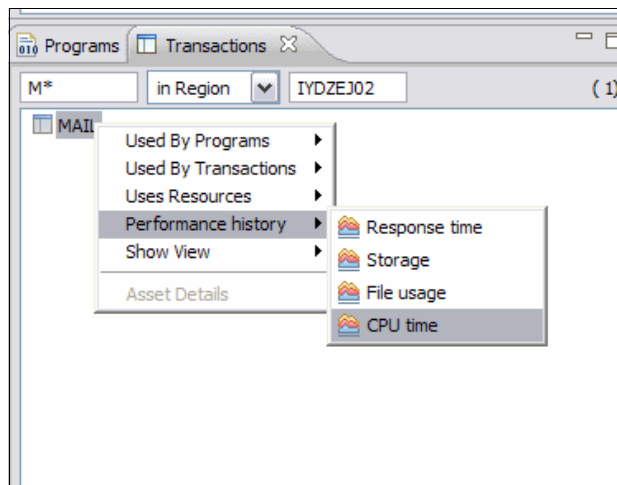 010 Programs Transactions
M* in Region IYDZEJ02 ( 1)
MAIL
Used By Programs
Used By Transactions
Uses Resources
Performance history
Show View
Asset Details
Response time
Storage
File usage
CPU time